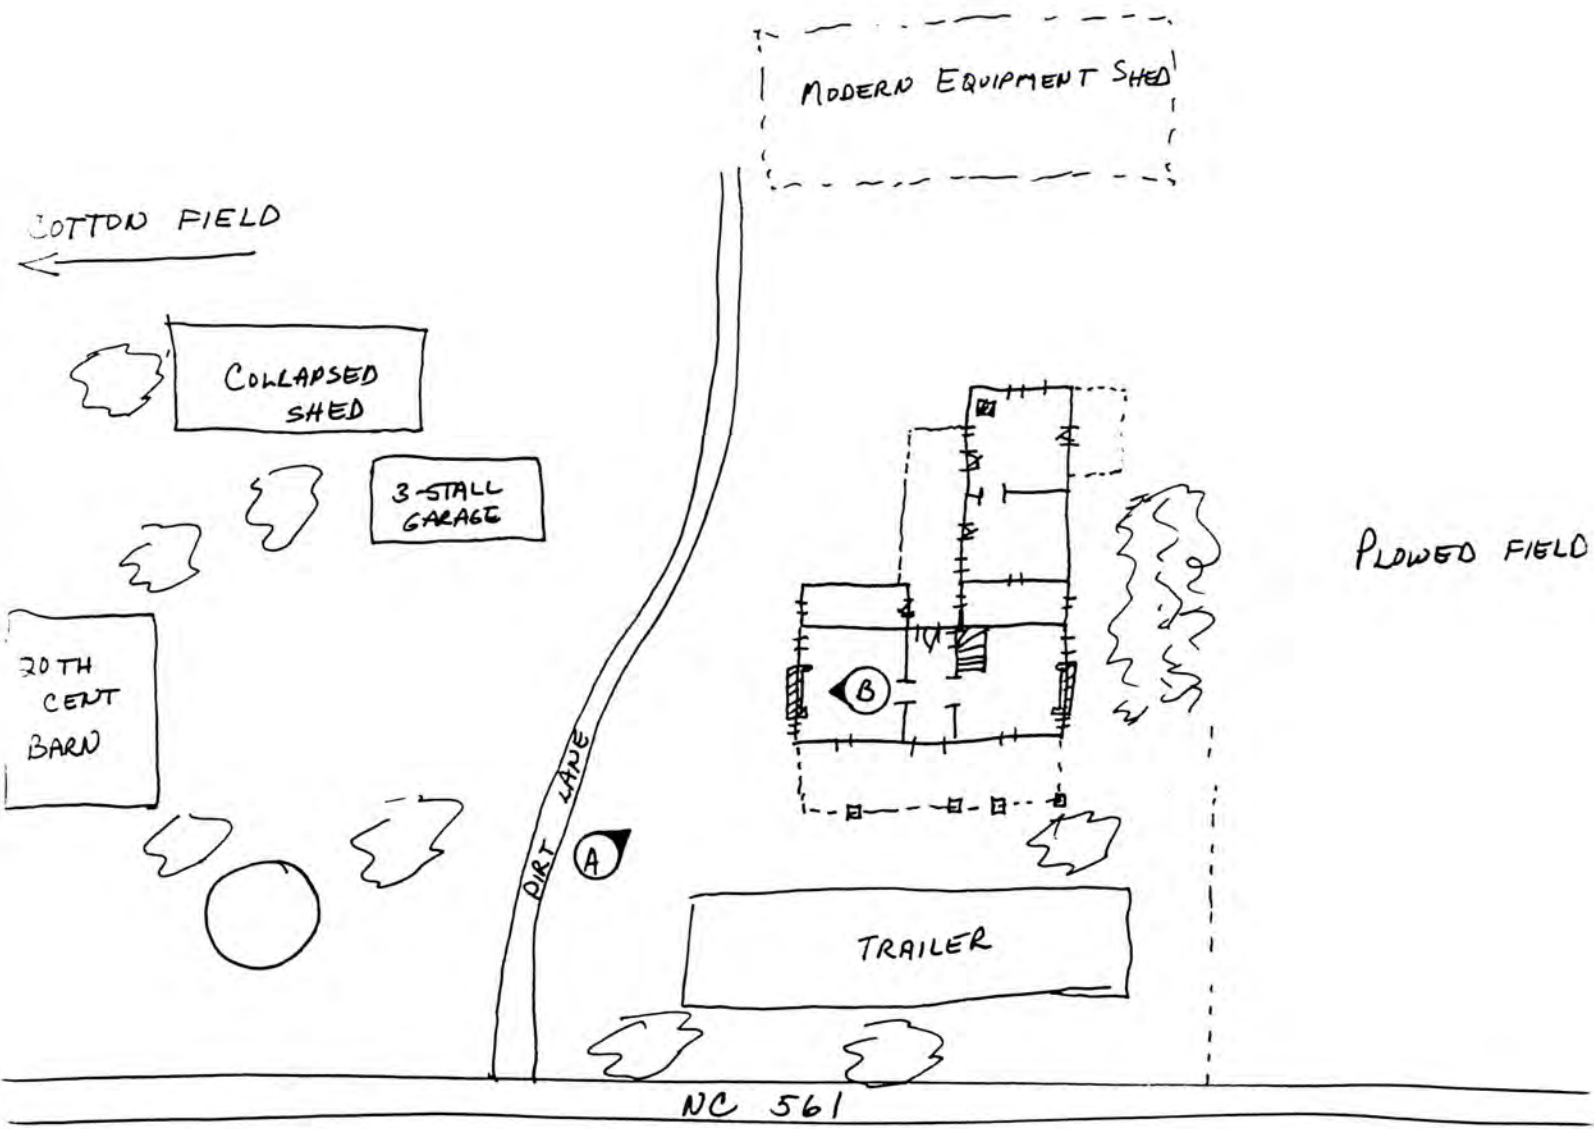 MODERN EQUIPMENT SHED
COTTON FIELD
COLLAPSED
SHED
3-STALL
GARAGE
PLOWED FIELD
20TH
CENT
BARN
B
DIRT LANE
A
TRAILER
NC 561